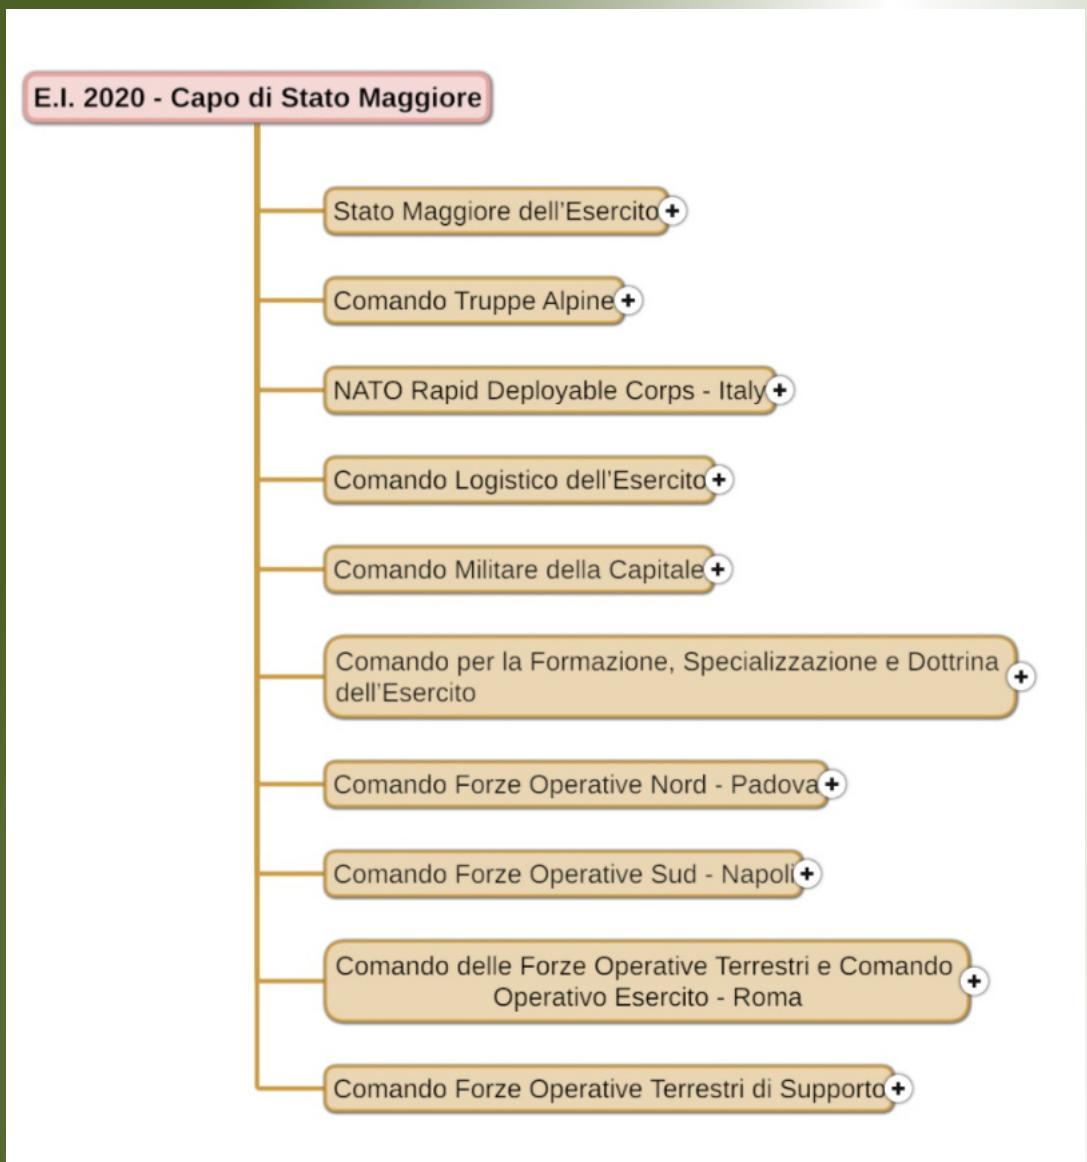 E.I. 2020 - Capo di Stato Maggiore
Stato Maggiore dell'Esercito
Comando Truppe Alpine
NATO Rapid Deployable Corps - Italy
Comando Logistico dell'Esercito
Comando Militare della Capitale
Comando per la Formazione, Specializzazione e Dottrina
dell'Esercito
Comando Forze Operative Nord - Padova
Comando Forze Operative Sud - Napoli
Comando delle Forze Operative Terrestri e Comando
Operativo Esercito - Roma
Comando Forze Operative Terrestri di Supporto